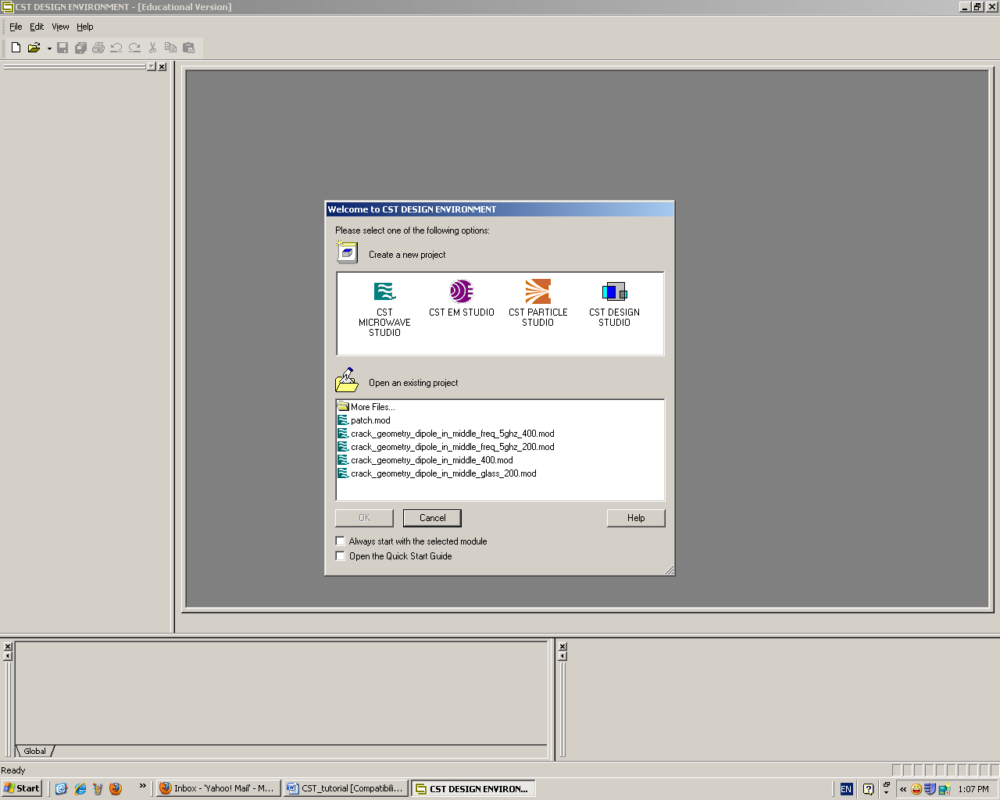 CST DESIGN ENVIRONMENT - [Educational Version]
File Edit View Help
Welcome to CST DESIGN ENVIRONMENT
Please select one of the following options:
Create a new project
CST MICROWAVE STUDIO
CST EM STUDIO
CST PARTICLE STUDIO
CST DESIGN STUDIO
Open an existing project
More Files...
patch.mod
crack_geometry_dipole_in_middle_freq_5ghz_400.mod
crack_geometry_dipole_in_middle_freq_5ghz_200.mod
crack_geometry_dipole_in_middle_400.mod
crack_geometry_dipole_in_middle_glass_200.mod
OK Cancel Help
Always start with the selected module
Open the Quick Start Guide
Global
Ready
Start Inbox - 'Yahoo! Mail' - M... CST_tutorial [Compatibili... CST DESIGN ENVIRON... EN 1:07 PM